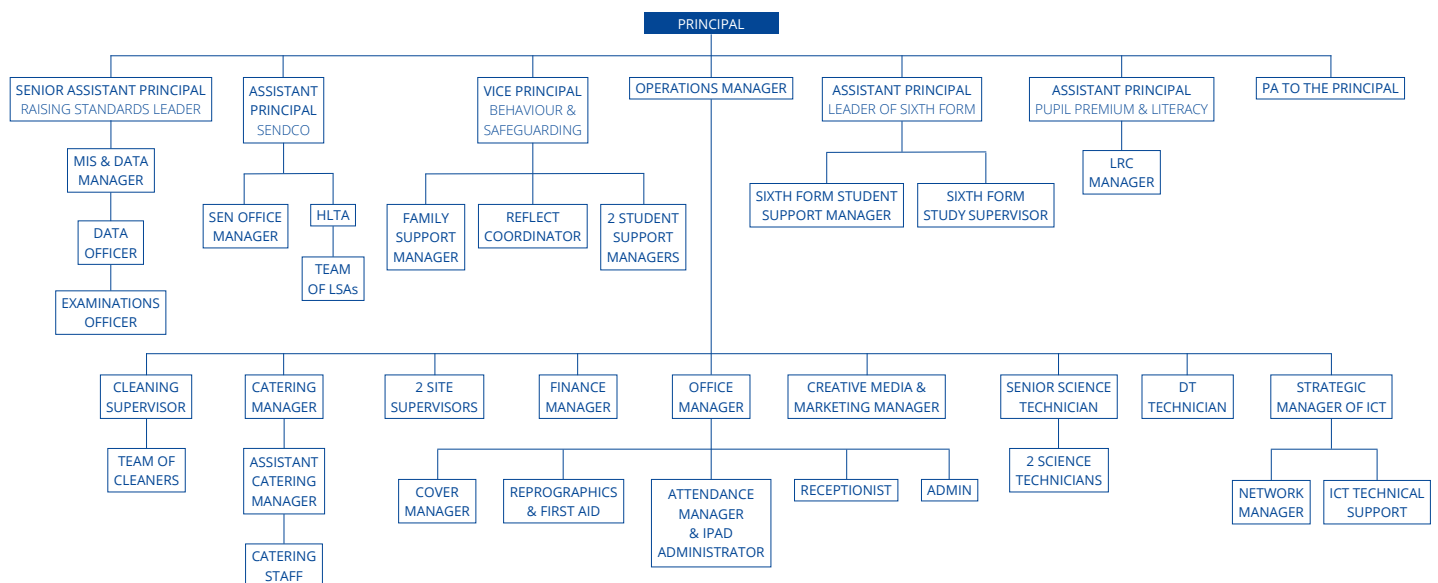 PRINCIPAL
SENIOR ASSISTANT PRINCIPAL
RAISING STANDARDS LEADER
ASSISTANT
PRINCIPAL
SENDCO
VICE PRINCIPAL
BEHAVIOUR &
SAFEGUARDING
OPERATIONS MANAGER
ASSISTANT PRINCIPAL
LEADER OF SIXTH FORM
ASSISTANT PRINCIPAL
PUPIL PREMIUM & LITERACY
PA TO THE PRINCIPAL
MIS & DATA
MANAGER
DATA
OFFICER
EXAMINATIONS
OFFICER
SEN OFFICE
MANAGER
HLTA
TEAM
OF LSAs
FAMILY
SUPPORT
MANAGER
REFLECT
COORDINATOR
2 STUDENT
SUPPORT
MANAGERS
SIXTH FORM STUDENT
SUPPORT MANAGER
SIXTH FORM
STUDY SUPERVISOR
LRC
MANAGER
CLEANING
SUPERVISOR
CATERING
MANAGER
2 SITE
SUPERVISORS
FINANCE
MANAGER
OFFICE
MANAGER
CREATIVE MEDIA &
MARKETING MANAGER
SENIOR SCIENCE
TECHNICIAN
DT
TECHNICIAN
STRATEGIC
MANAGER OF ICT
TEAM OF
CLEANERS
ASSISTANT
CATERING
MANAGER
CATERING
STAFF
COVER
MANAGER
REPROGRAPHICS
& FIRST AID
ATTENDANCE
MANAGER
& IPAD
ADMINISTRATOR
RECEPTIONIST
ADMIN
2 SCIENCE
TECHNICIANS
NETWORK
MANAGER
ICT TECHNICAL
SUPPORT